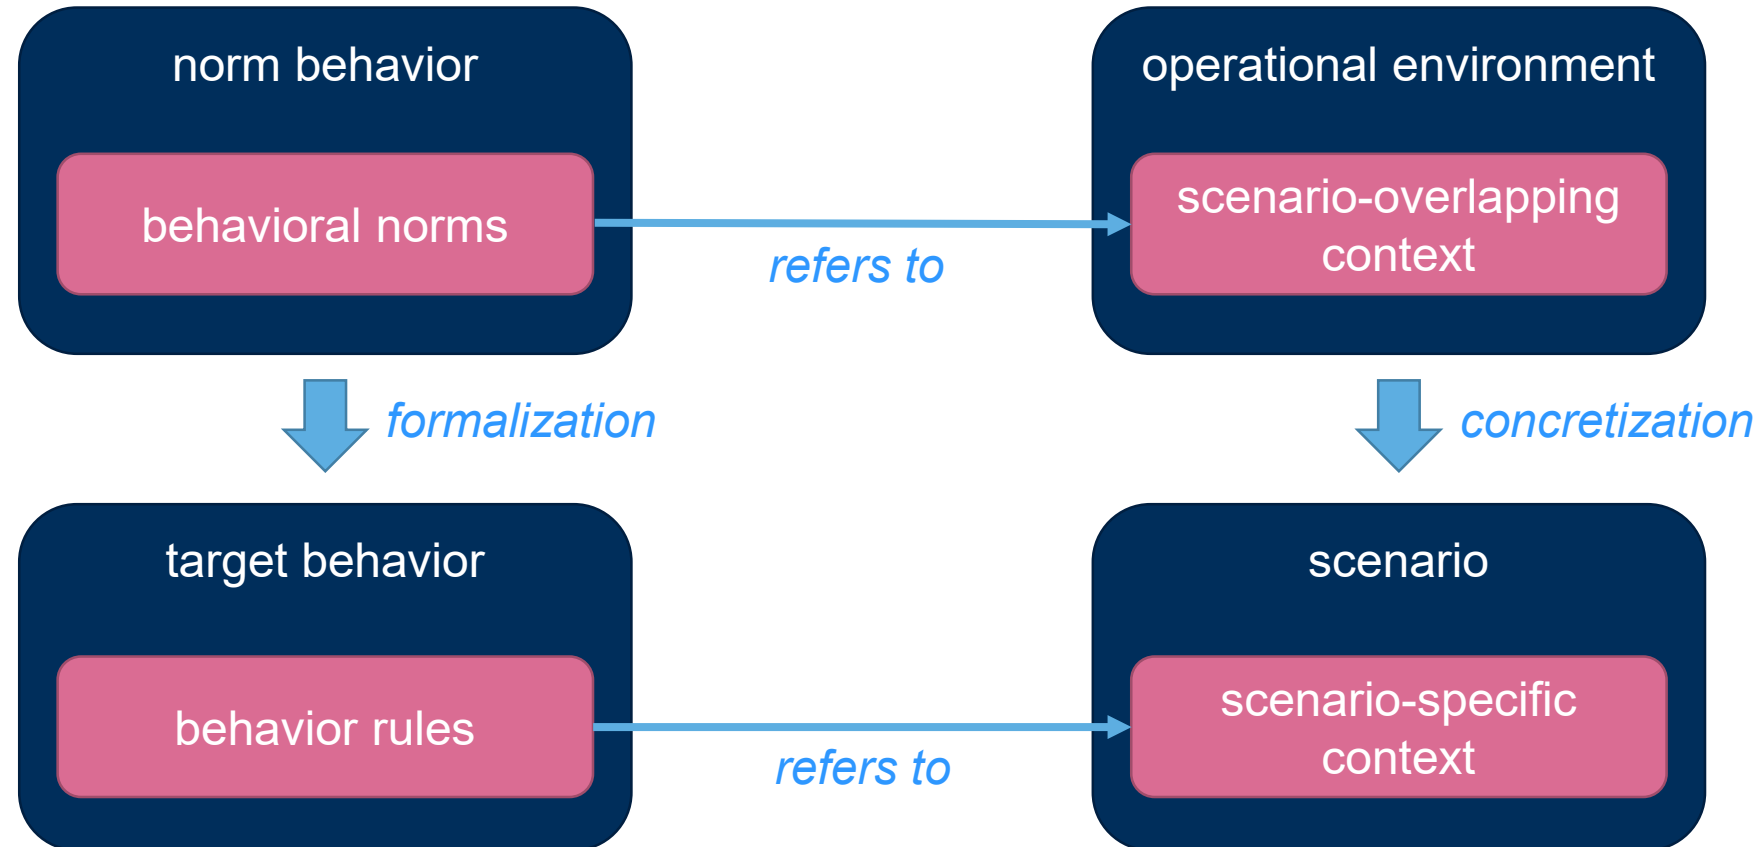 norm behavior
operational environment
behavioral norms
scenario-overlapping
context
refers to
formalization
concretization
target behavior
scenario
behavior rules
scenario-specific
context
refers to